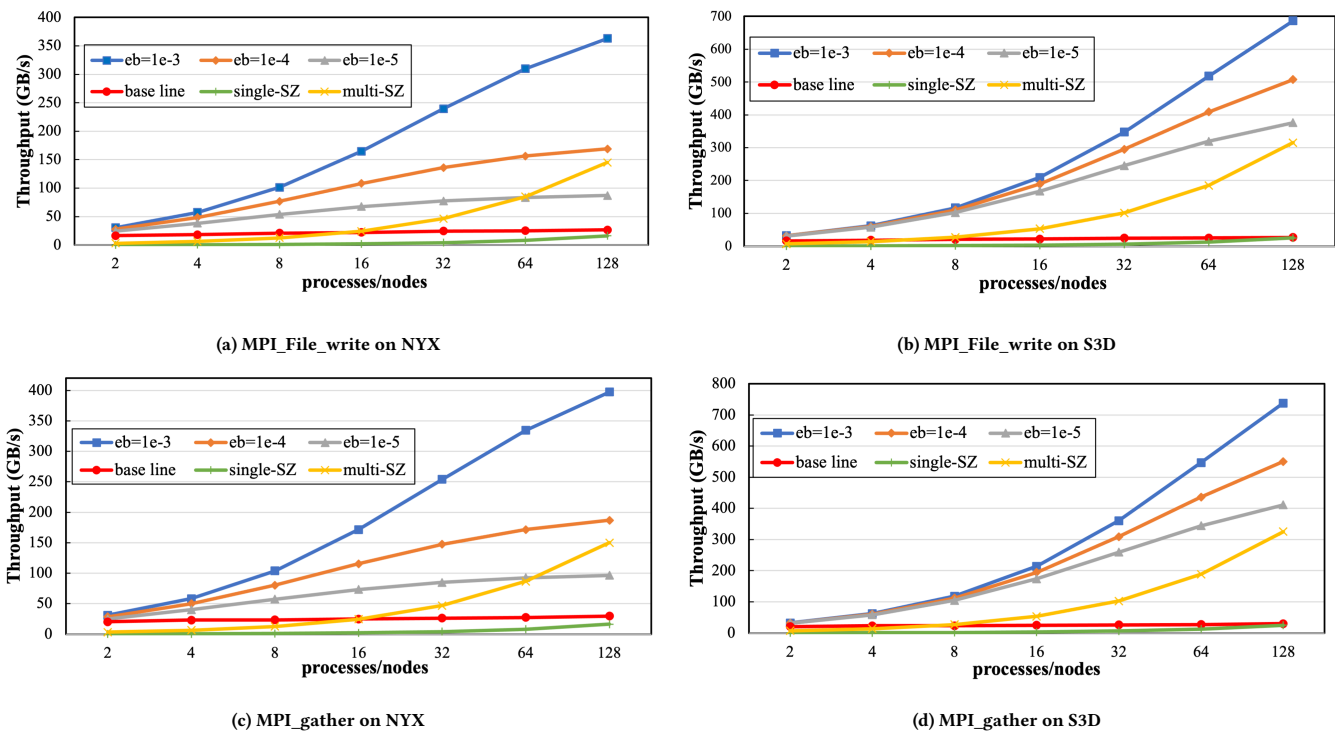 400
350
300
250
200
150
100
50
0
Throughput (GB/s)
eb=1e-3 eb=1e-4 eb=1e-5
base line single-SZ multi-SZ
2 4 8 16 32 64 128
processes/nodes
(a) MPI_File_write on NYX
700
600
500
400
300
200
100
0
Throughput (GB/s)
eb=1e-3 eb=1e-4 eb=1e-5
base line single-SZ multi-SZ
2 4 8 16 32 64 128
processes/nodes
(b) MPI_File_write on S3D
400
350
300
250
200
150
100
50
0
Throughput (GB/s)
eb=1e-3 eb=1e-4 eb=1e-5
base line single-SZ multi-SZ
2 4 8 16 32 64 128
processes/nodes
(c) MPI_gather on NYX
800
700
600
500
400
300
200
100
0
Throughput (GB/s)
eb=1e-3 eb=1e-4 eb=1e-5
base line single-SZ multi-SZ
2 4 8 16 32 64 128
processes/nodes
(d) MPI_gather on S3D